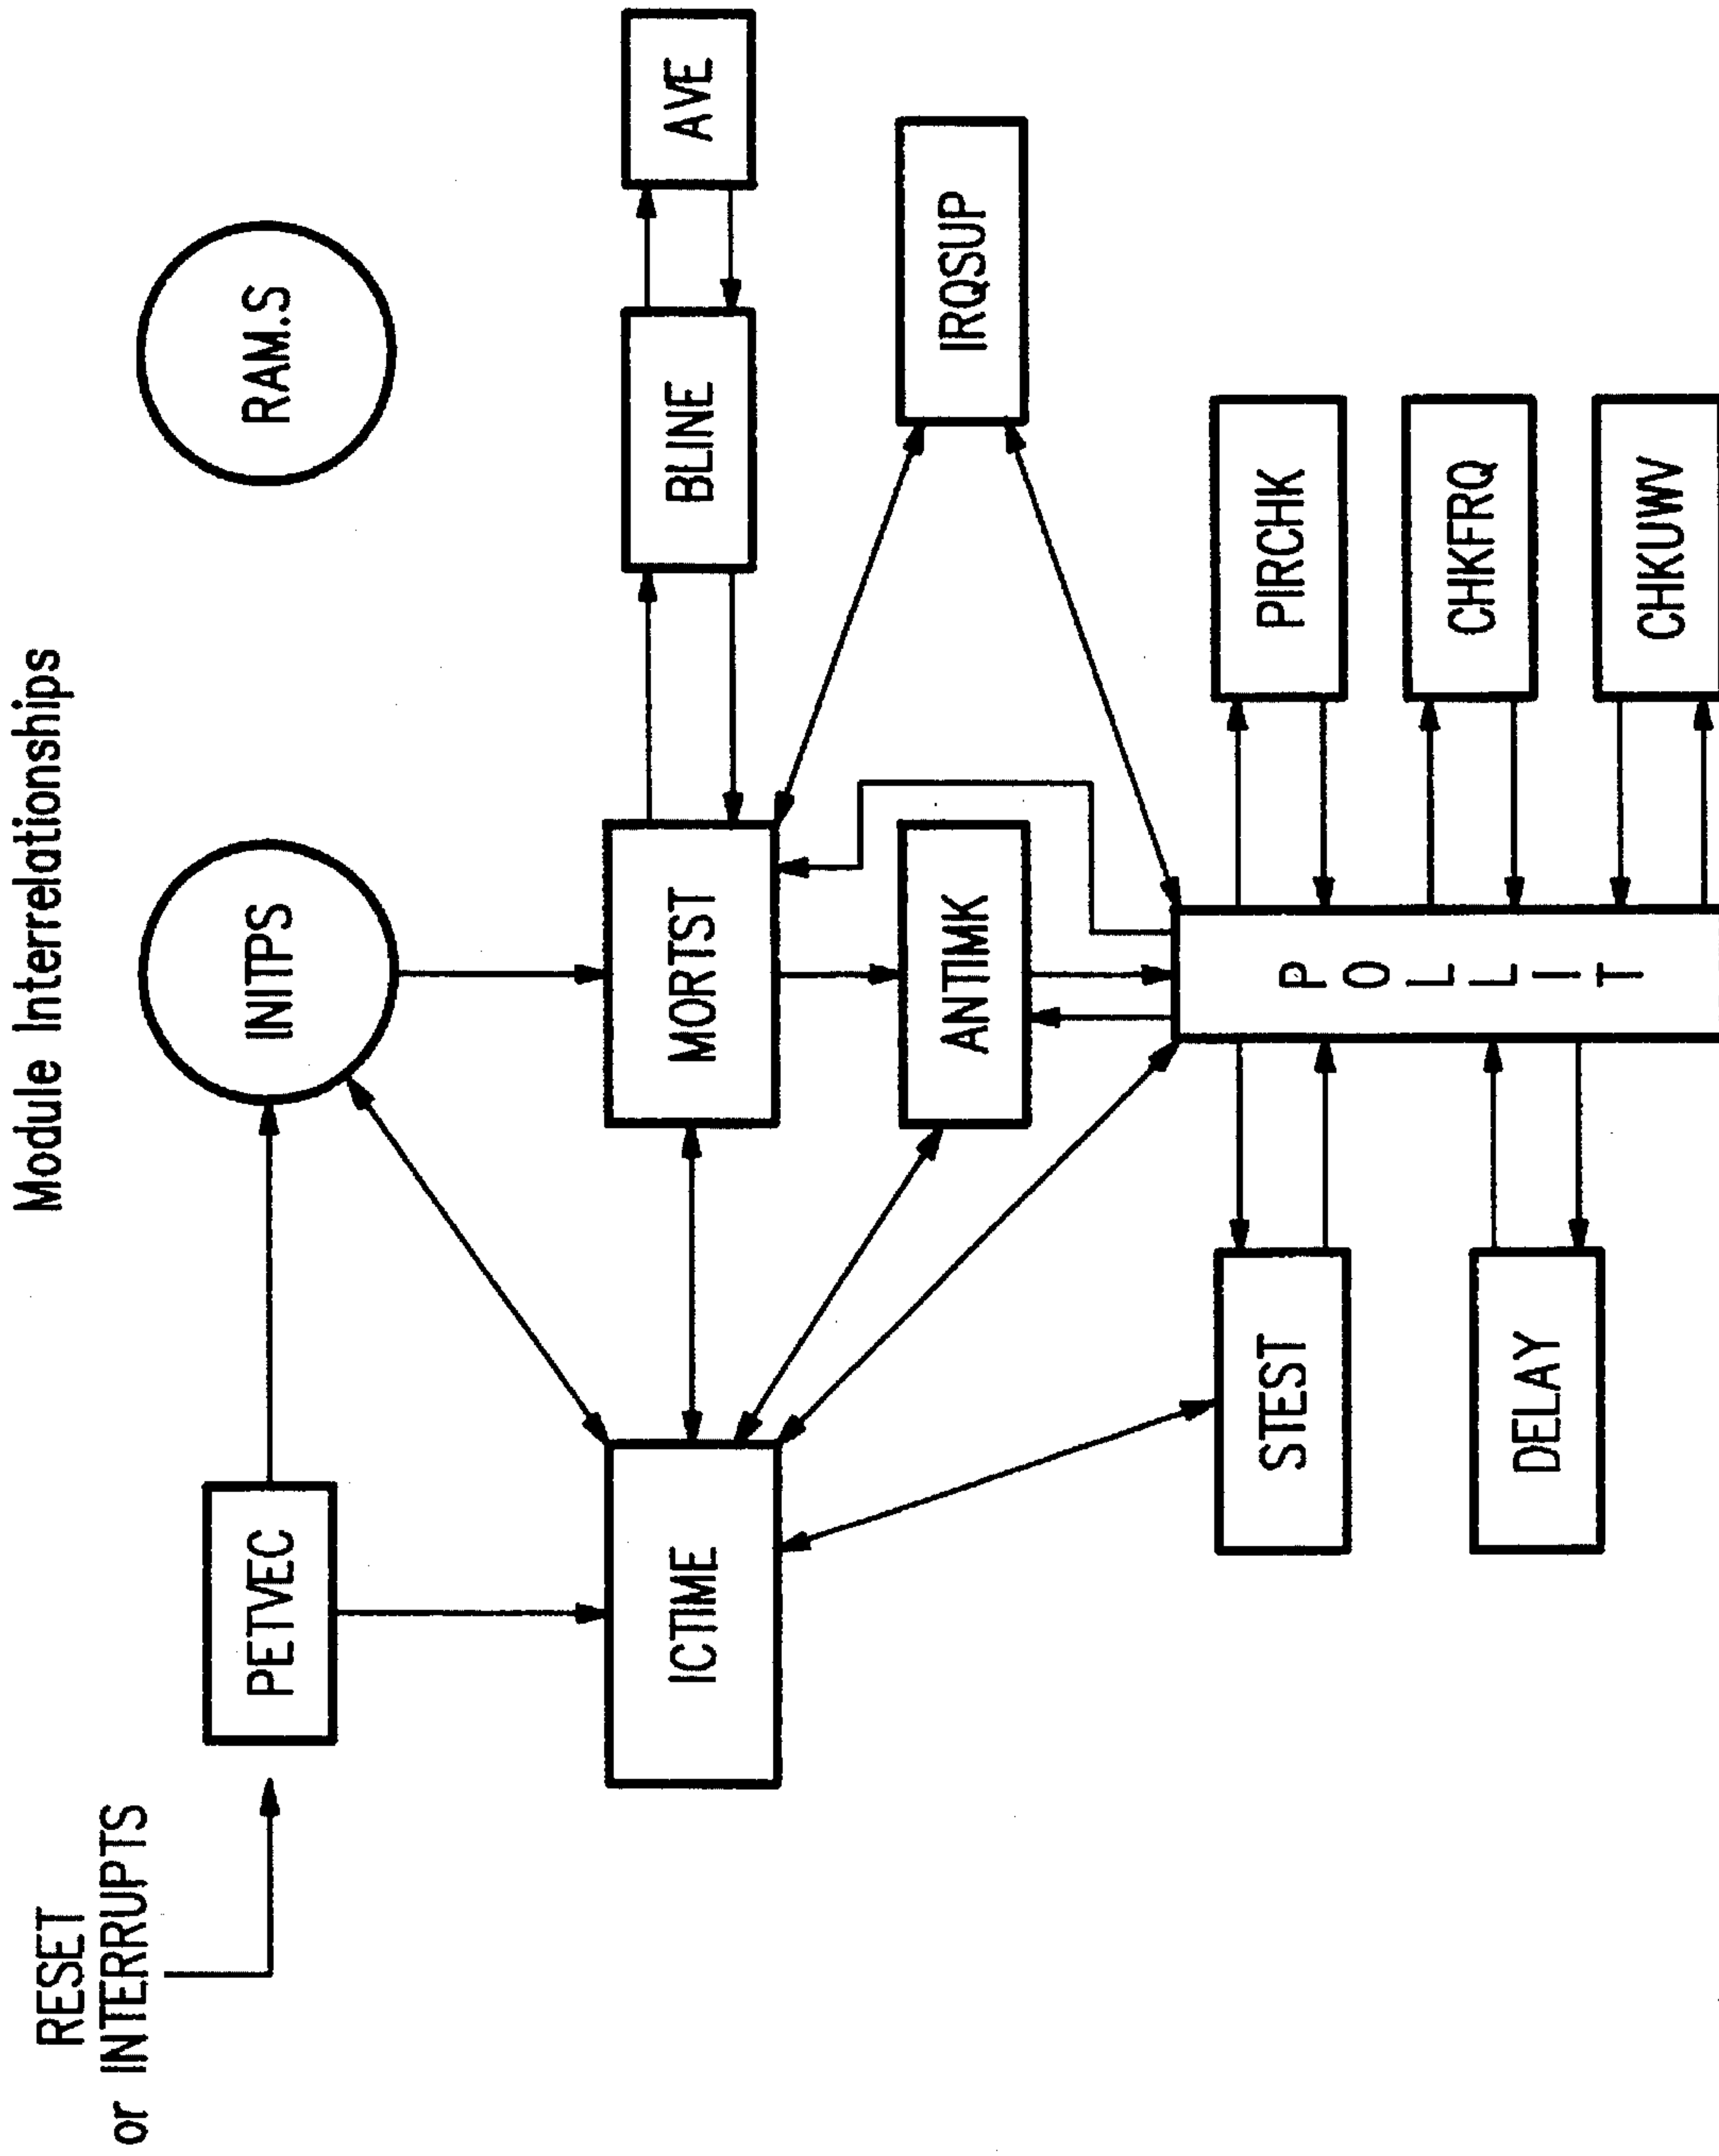 Module Interrelationships
RESET
or INTERRUPTS
PETVEC
INITPS
RAM.S
ICTIME
MORTST
BLINE
AVE
ANTIMK
IRQSUP
STEST
POLLIT
PIRCHK
DELAY
CHKFRQ
CHKUWV